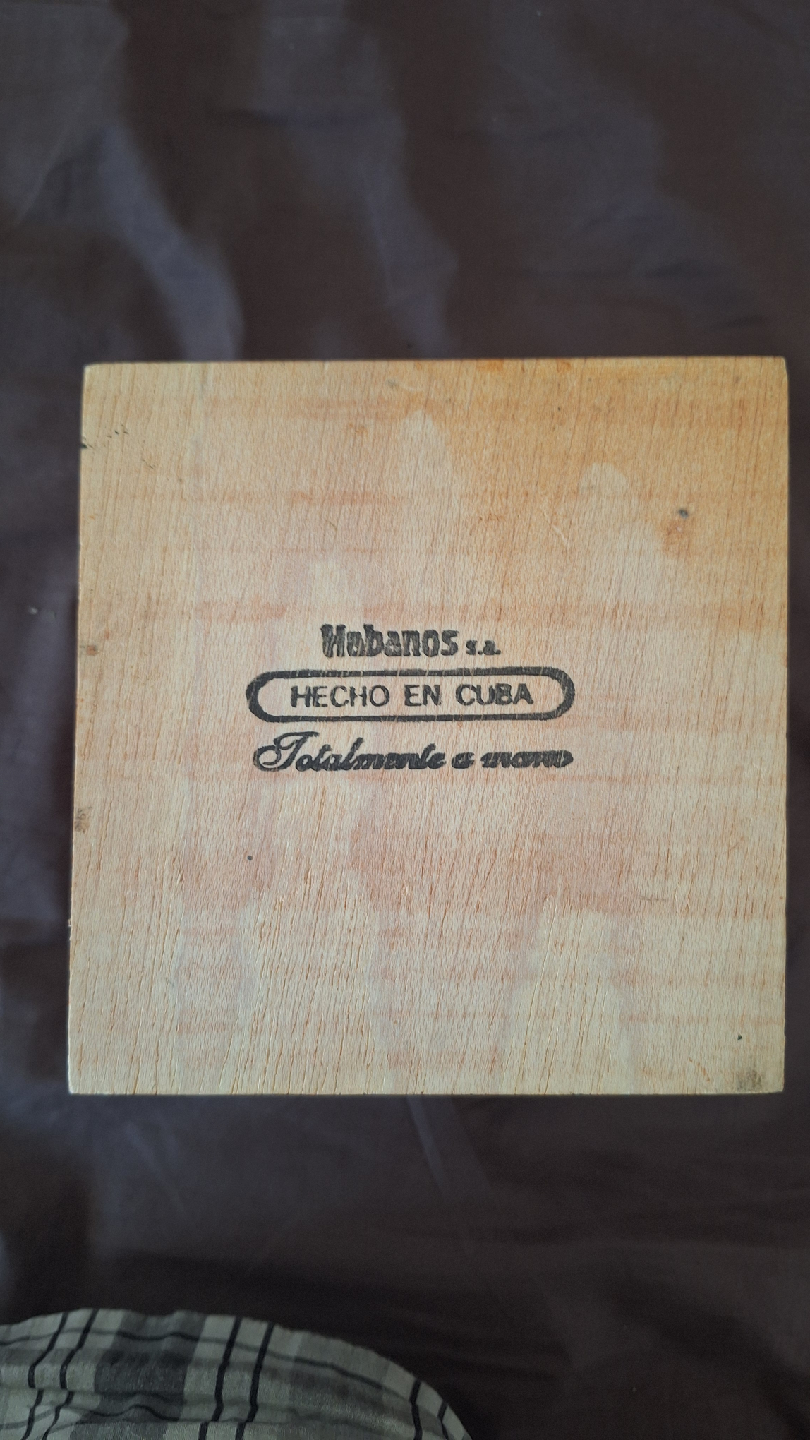 Habanos s.a.
HECHO EN CUBA
Totalmente a mano